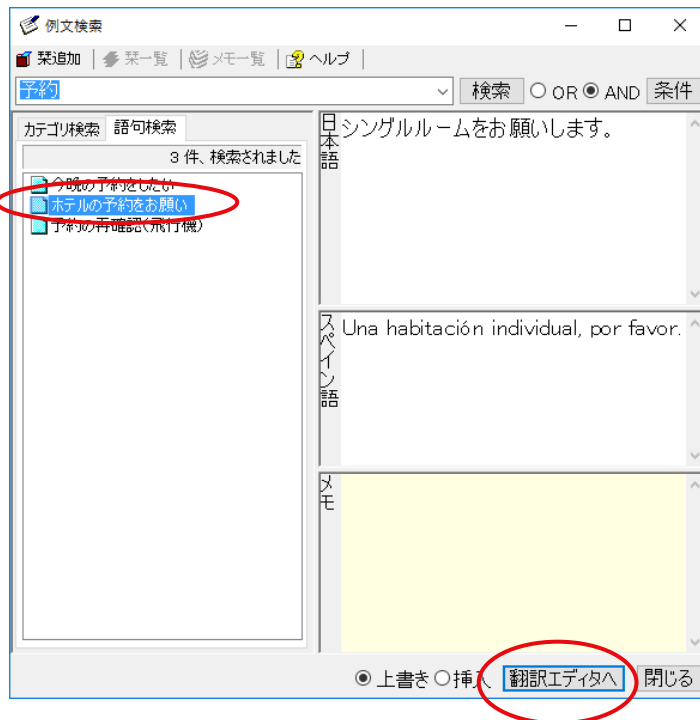 例文検索
栞追加 栞一覧 メモ一覧 ヘルプ
予約 検索 OR AND 条件
カテゴリ検索 語句検索
3 件、検索されました
今晩の予約をしたい
ホテルの予約をお願い
予約の再確認(飛行機)
日本語
シングルルームをお願いします。
スペイン語
Una habitación individual, por favor.
メモ
上書き 挿入 翻訳エディタへ 閉じる